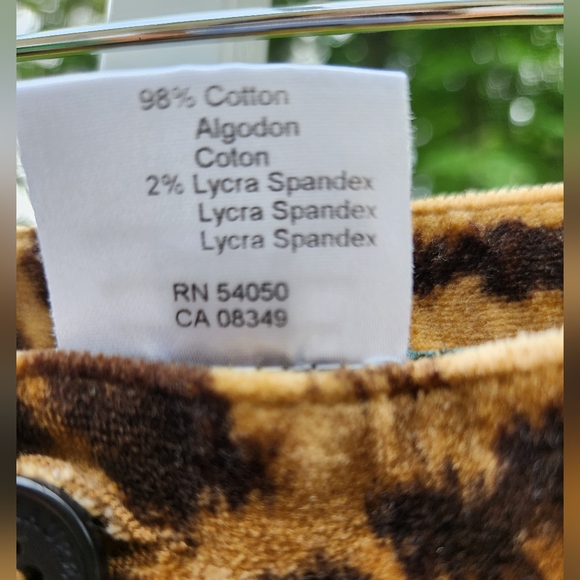 98% Cotton
Algodon
Coton
2% Lycra Spandex
Lycra Spandex
Lycra Spandex
RN 54050
CA 08349